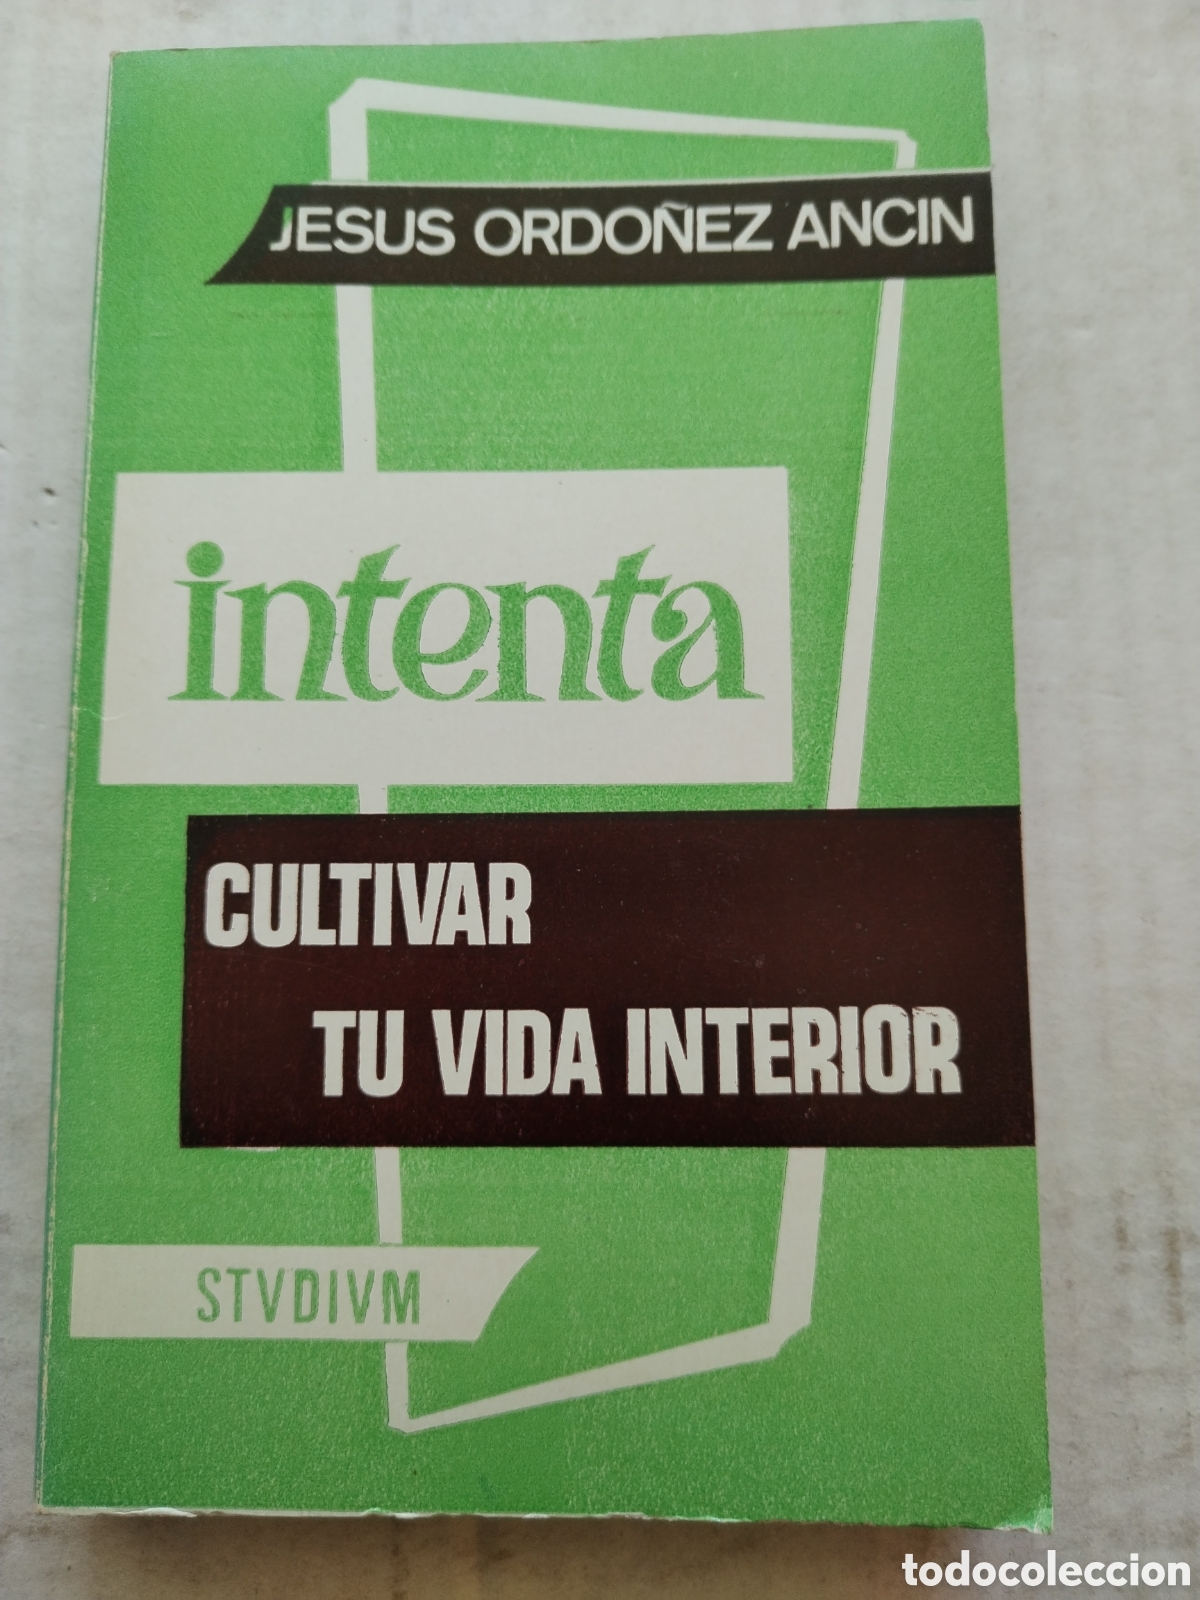 JESUS ORDOÑEZ ANCIN
intenta
CULTIVAR
TU VIDA INTERIOR
STVDIVM
todocoleccion